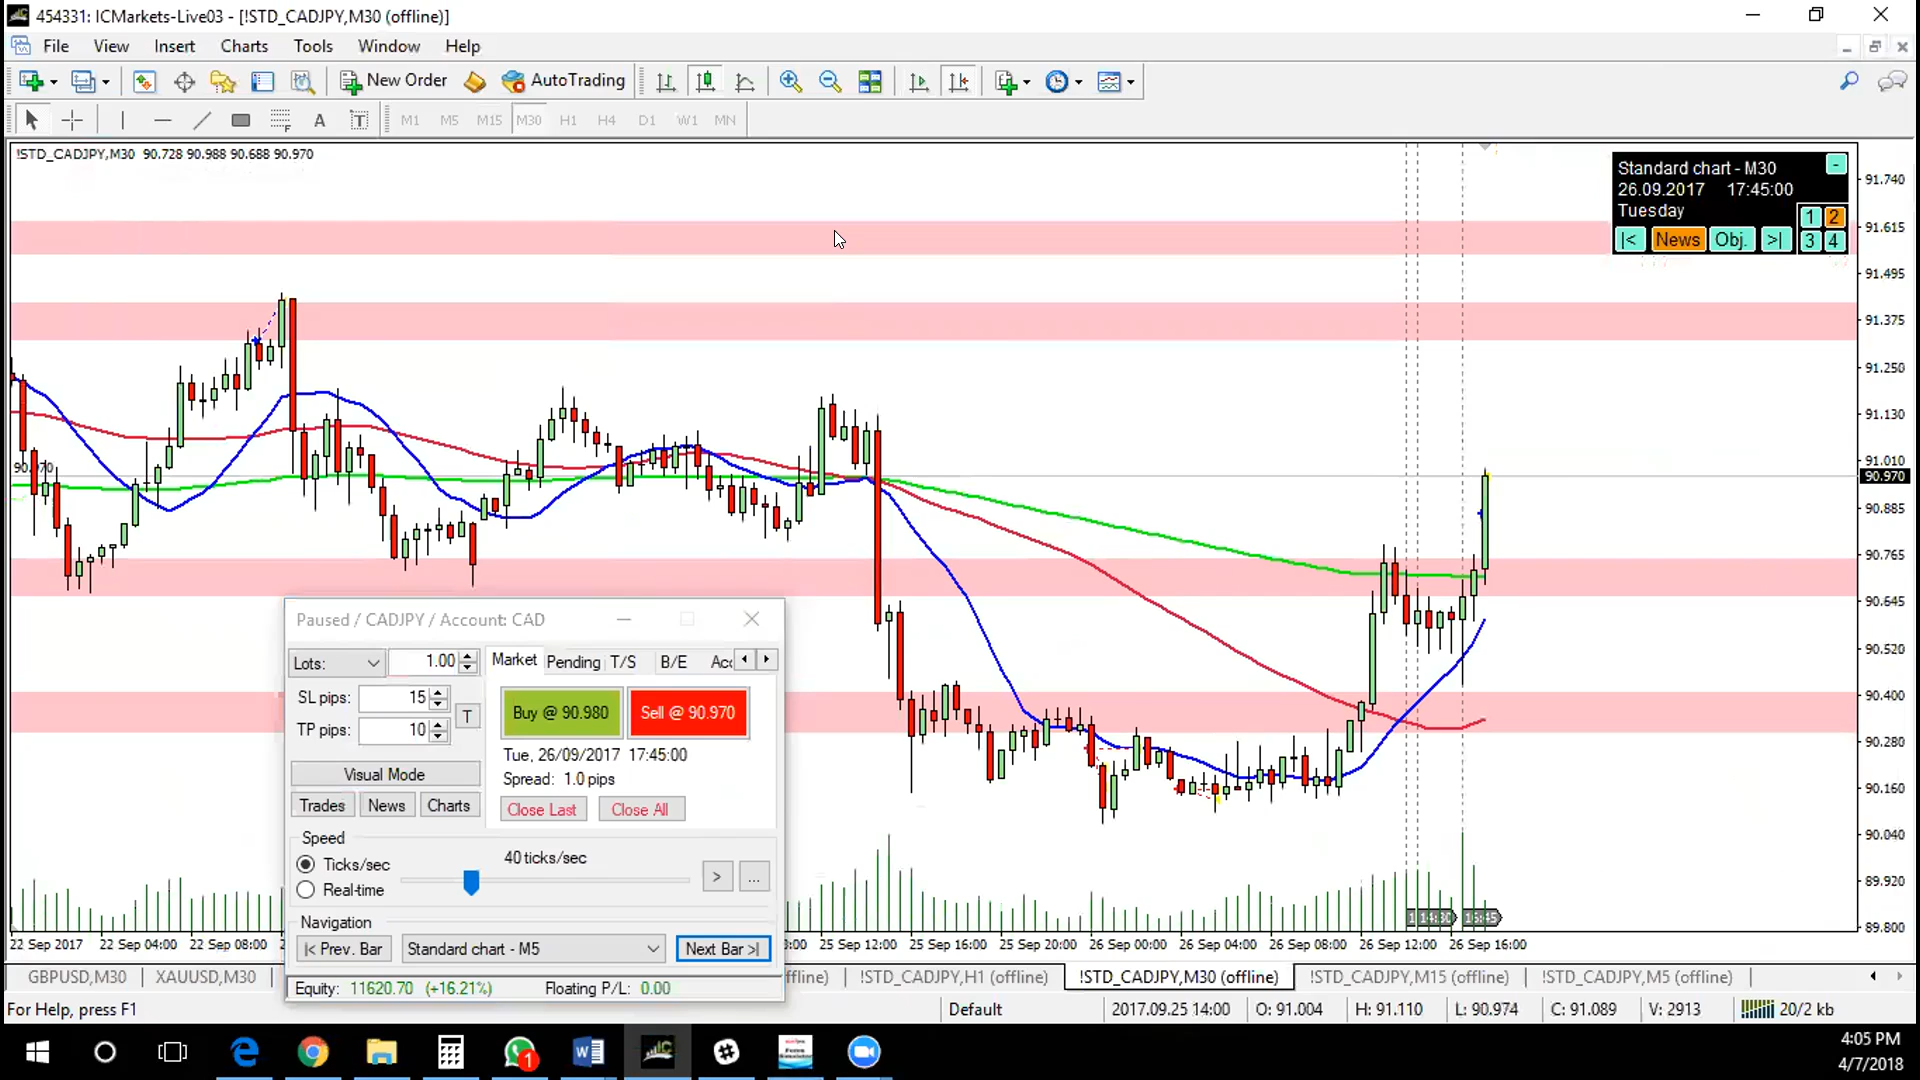 454331: ICMarkets-Live03 - [!STD_CADJPY,M30 (offline)]
File View Insert Charts Tools Window Help
New Order AutoTrading
A T M1 M5 M15 M30 H1 H4 D1 W1 MN
!STD_CADJPY,M30 90.728 90.988 90.688 90.970
Standard chart - M30 -
26.09.2017 17:45:00
Tuesday 1 2
|< News Obj. >| 3 4
91.740
91.615
91.495
91.375
91.250
91.130
91.010
90.970
90.970
90.885
90.765
90.645
90.520
90.400
90.280
90.160
90.040
89.920
89.800
Paused / CADJPY / Account: CAD
Lots: 1.00 Market Pending T/S B/E
SL pips: 15 T Buy @ 90.980 Sell @ 90.970
TP pips: 10
Tue, 26/09/2017 17:45:00
Visual Mode Spread: 1.0 pips
Trades News Charts Close Last Close All
Speed
Ticks/sec 40 ticks/sec > ...
Real-time
Navigation
|< Prev. Bar Standard chart - M5 Next Bar >|
Equity: 11620.70 (+16.21%) Floating P/L: 0.00
14:30 16:45
22 Sep 2017 22 Sep 04:00 22 Sep 08:00 25 Sep 12:00 25 Sep 16:00 25 Sep 20:00 26 Sep 00:00 26 Sep 04:00 26 Sep 08:00 26 Sep 12:00 26 Sep 16:00
GBPUSD,M30 XAUUSD,M30 !STD_CADJPY,H1 (offline) !STD_CADJPY,M30 (offline) !STD_CADJPY,M15 (offline) !STD_CADJPY,M5 (offline)
For Help, press F1 Default 2017.09.25 14:00 O: 91.004 H: 91.110 L: 90.974 C: 91.089 V: 2913 20/2 kb
1 4:05 PM
4/7/2018